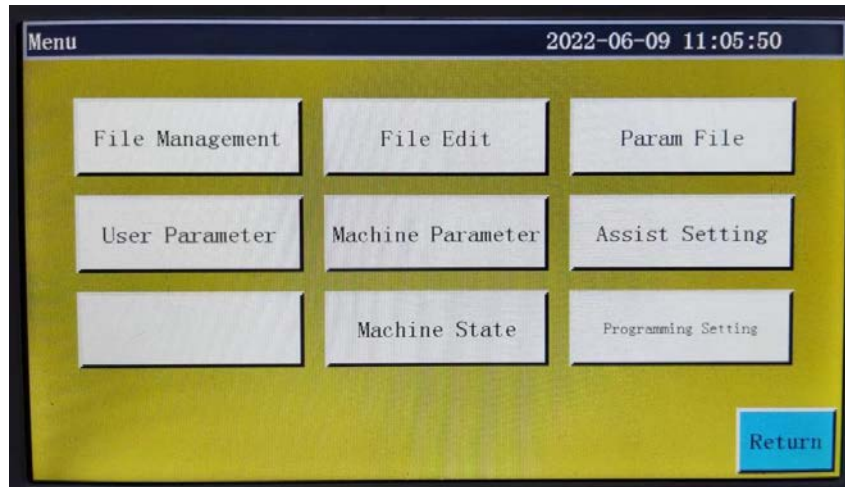 Menu 2022-06-09 11:05:50
File Management File Edit Param File
User Parameter Machine Parameter Assist Setting
Machine State Programming Setting
Return